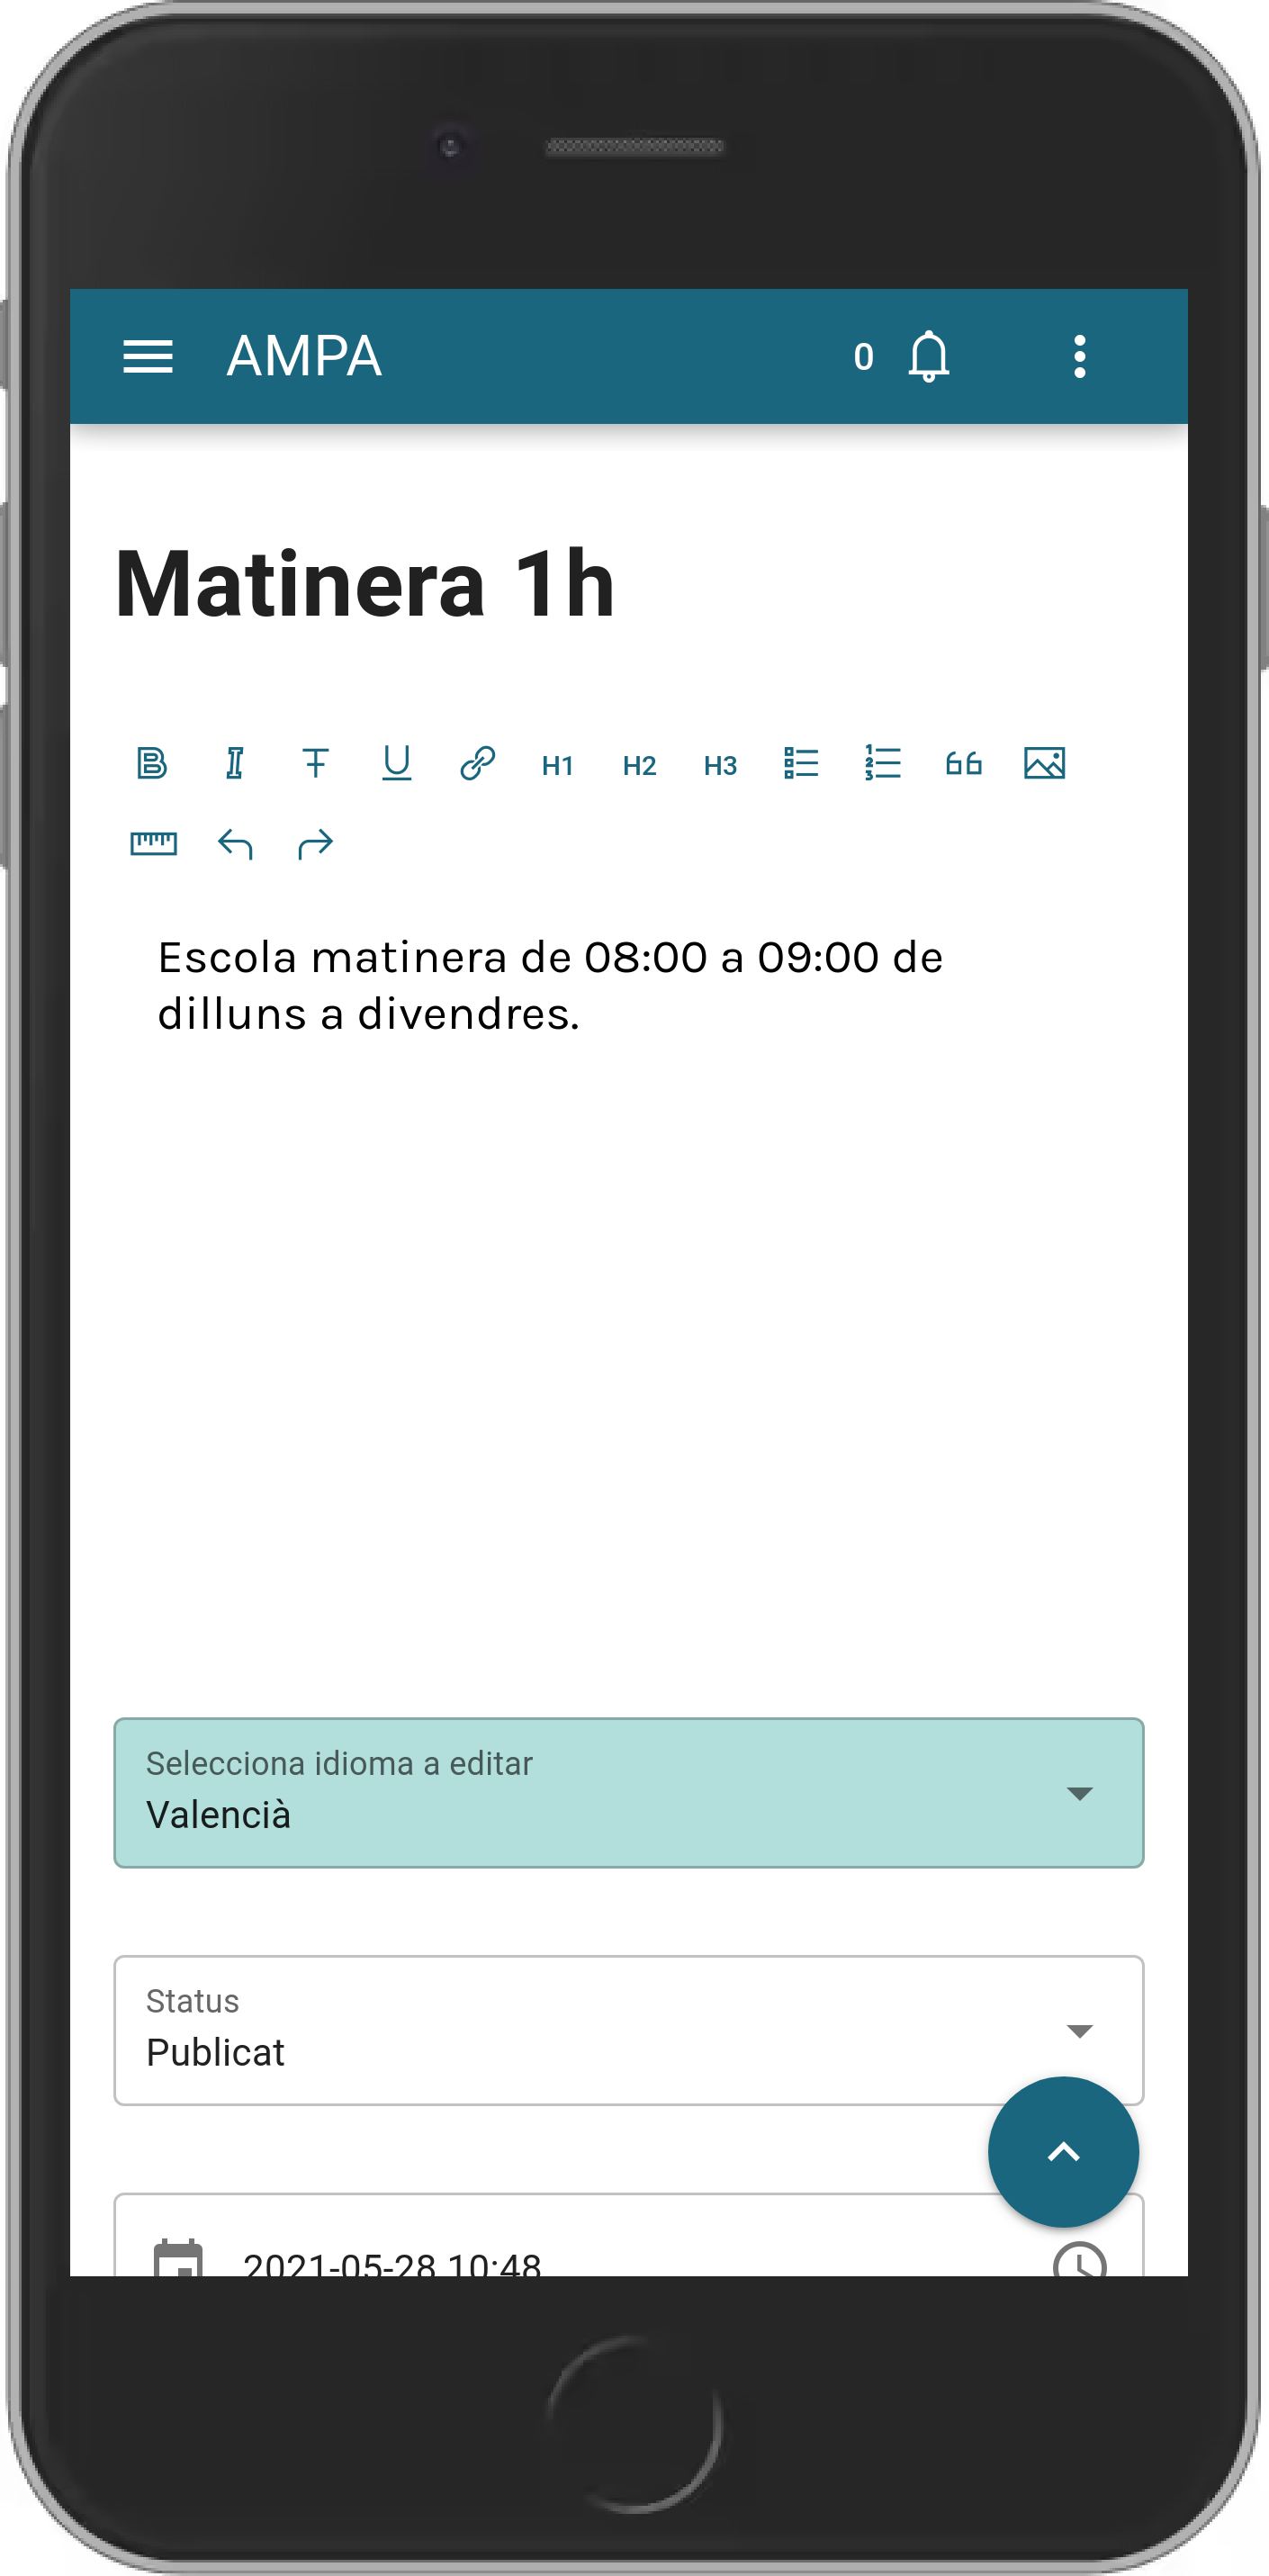 AMPA 0
Matinera 1h
H1 H2 H3
Escola matinera de 08:00 a 09:00 de
dilluns a divendres.
Selecciona idioma a editar
Valencià
Status
Publicat
2021-05-28 10:48